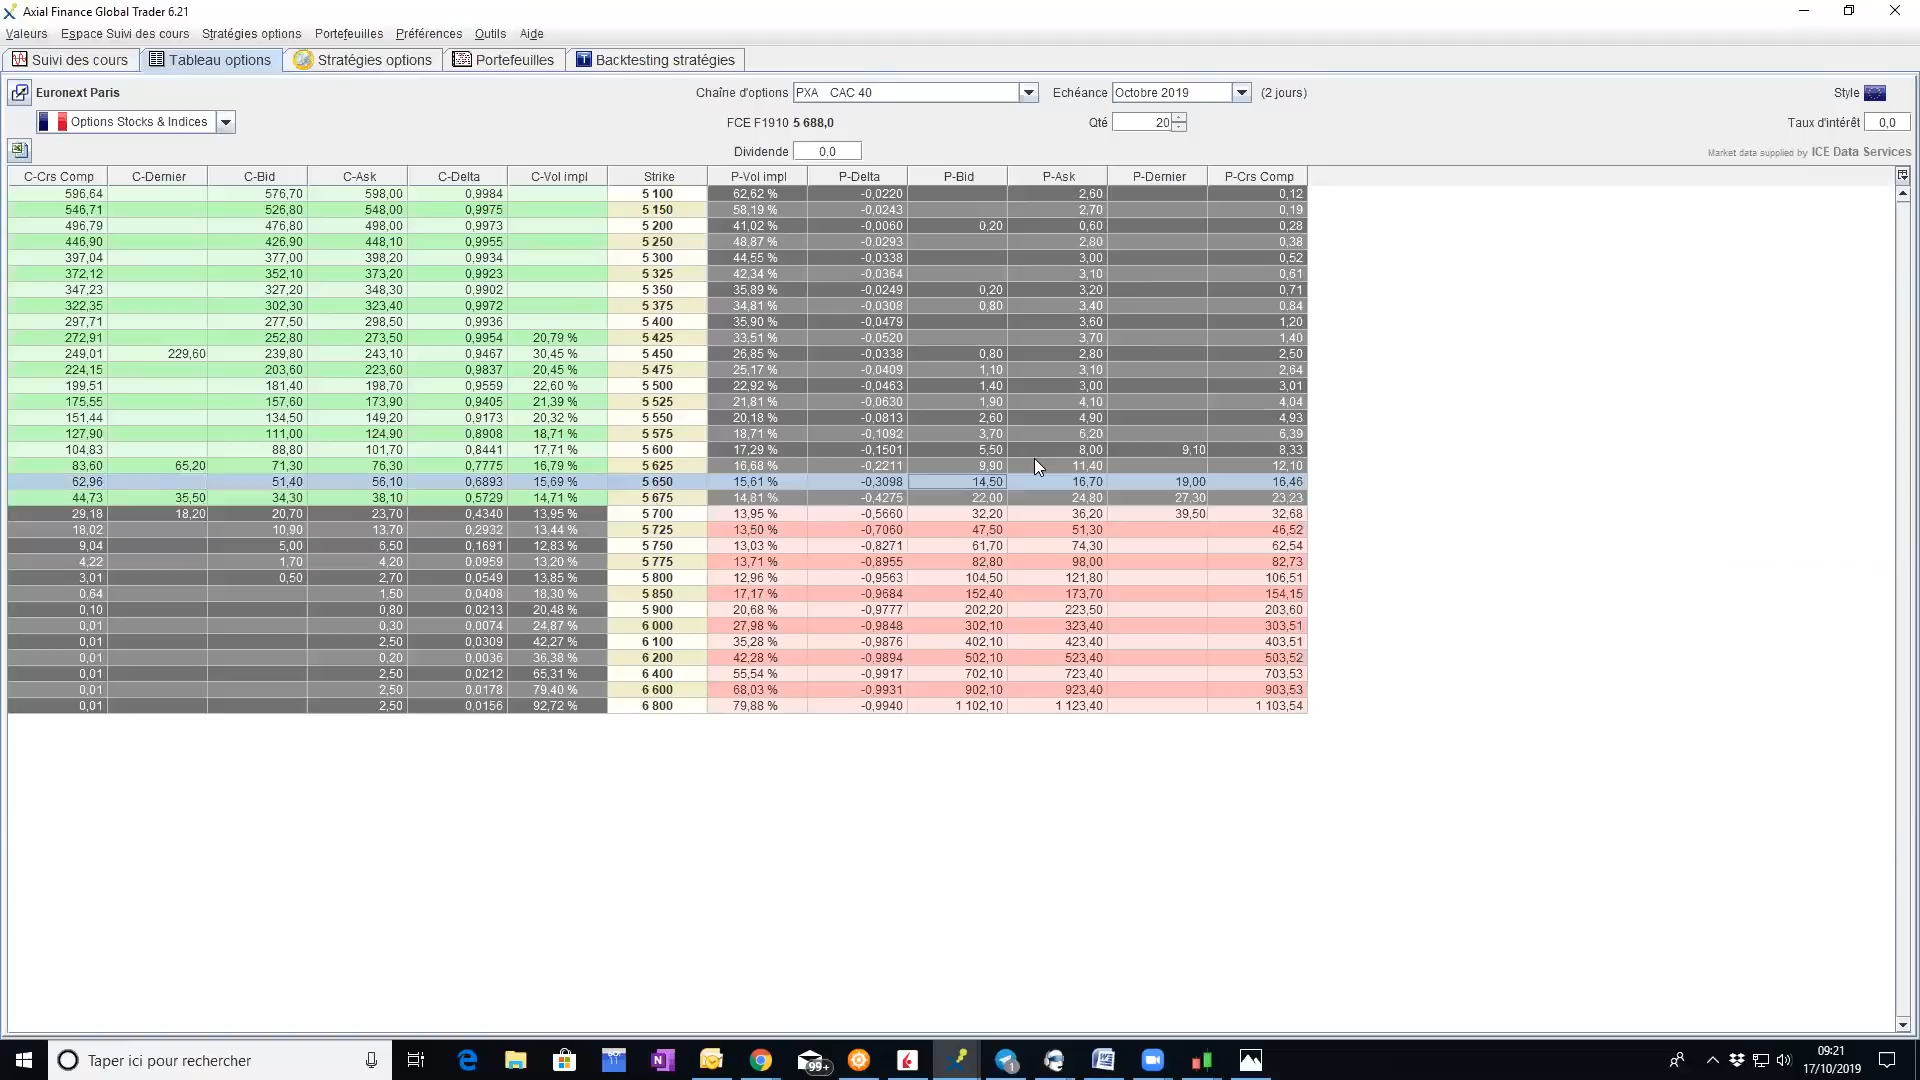 Axial Finance Global Trader 6.21
Valeurs Espace Suivi des cours Stratégies options Portefeuilles Préférences Outils Aide
Suivi des cours Tableau options Stratégies options Portefeuilles Backtesting stratégies
Euronext Paris Chaîne d'options PXA CAC 40 Echéance Octobre 2019 (2 jours) Style
Options Stocks & Indices FCE F1910 5 688,0 Qté 20 Taux d'intérêt 0,0
Dividende 0,0 Market data supplied by ICE Data Services
C-Crs Comp C-Dernier C-Bid C-Ask C-Delta C-Vol impl Strike P-Vol impl P-Delta P-Bid P-Ask P-Dernier P-Crs Comp
596,64 576,70 598,00 0,9984 5 100 62,62 % -0,0220 2,60 0,12
546,71 526,80 548,00 0,9975 5 150 58,19 % -0,0243 2,70 0,19
496,79 476,80 498,00 0,9973 5 200 41,02 % -0,0060 0,20 0,60 0,28
446,90 426,90 448,10 0,9955 5 250 48,87 % -0,0293 2,80 0,38
397,04 377,00 398,20 0,9934 5 300 44,55 % -0,0338 3,00 0,52
372,12 352,10 373,20 0,9923 5 325 42,34 % -0,0364 3,10 0,61
347,23 327,20 348,30 0,9902 5 350 35,89 % -0,0249 0,20 3,20 0,71
322,35 302,30 323,40 0,9972 5 375 34,81 % -0,0308 0,80 3,40 0,84
297,71 277,50 298,50 0,9936 5 400 35,90 % -0,0479 3,60 1,20
272,91 252,80 273,50 0,9954 20,79 % 5 425 33,51 % -0,0520 3,70 1,40
249,01 229,60 239,80 243,10 0,9467 30,45 % 5 450 26,85 % -0,0338 0,80 2,80 2,50
224,15 203,60 223,60 0,9837 20,45 % 5 475 25,17 % -0,0409 1,10 3,10 2,64
199,51 181,40 198,70 0,9559 22,60 % 5 500 22,92 % -0,0463 1,40 3,00 3,01
175,55 157,60 173,90 0,9405 21,39 % 5 525 21,81 % -0,0630 1,90 4,10 4,04
151,44 134,50 149,20 0,9173 20,32 % 5 550 20,18 % -0,0813 2,60 4,90 4,93
127,90 111,00 124,90 0,8908 18,71 % 5 575 18,71 % -0,1092 3,70 6,20 6,39
104,83 88,80 101,70 0,8441 17,71 % 5 600 17,29 % -0,1501 5,50 8,00 9,10 8,33
83,60 65,20 71,30 76,30 0,7775 16,79 % 5 625 16,68 % -0,2211 9,90 11,40 12,10
62,96 51,40 56,10 0,6893 15,69 % 5 650 15,61 % -0,3098 14,50 16,70 19,00 16,46
44,73 35,50 34,30 38,10 0,5729 14,71 % 5 675 14,81 % -0,4275 22,00 24,80 27,30 23,23
29,18 18,20 20,70 23,70 0,4340 13,95 % 5 700 13,95 % -0,5660 32,20 36,20 39,50 32,68
18,02 10,90 13,70 0,2932 13,44 % 5 725 13,50 % -0,7060 47,50 51,30 46,52
9,04 5,00 6,50 0,1691 12,83 % 5 750 13,03 % -0,8271 61,70 74,30 62,54
4,22 1,70 4,20 0,0959 13,20 % 5 775 13,71 % -0,8955 82,80 98,00 82,73
3,01 0,50 2,70 0,0549 13,85 % 5 800 12,96 % -0,9563 104,50 121,80 106,51
0,64 1,50 0,0408 18,30 % 5 850 17,17 % -0,9684 152,40 173,70 154,15
0,10 0,80 0,0213 20,48 % 5 900 20,68 % -0,9777 202,20 223,50 203,60
0,01 0,30 0,0074 24,87 % 6 000 27,98 % -0,9848 302,10 323,40 303,51
0,01 2,50 0,0309 42,27 % 6 100 35,28 % -0,9876 402,10 423,40 403,51
0,01 0,20 0,0036 36,38 % 6 200 42,28 % -0,9894 502,10 523,40 503,52
0,01 2,50 0,0212 65,31 % 6 400 55,54 % -0,9917 702,10 723,40 703,53
0,01 2,50 0,0178 79,40 % 6 600 68,03 % -0,9931 902,10 923,40 903,53
0,01 2,50 0,0156 92,72 % 6 800 79,88 % -0,9940 1 102,10 1 123,40 1 103,54
Taper ici pour rechercher 99+ 1 09:21
17/10/2019